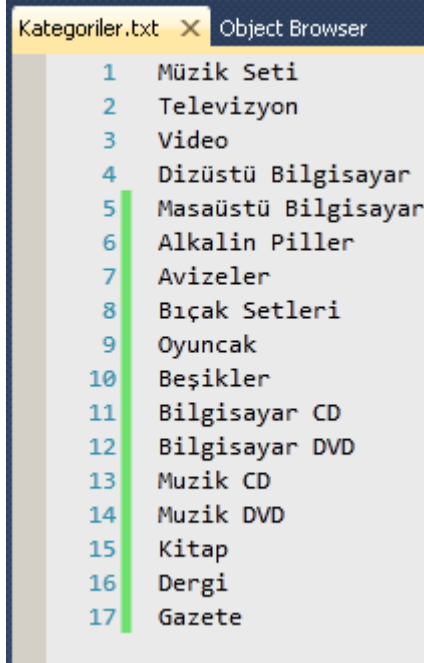 Kategoriler.txt Object Browser
1 Müzik Seti
2 Televizyon
3 Video
4 Dizüstü Bilgisayar
5 Masaüstü Bilgisayar
6 Alkalin Piller
7 Avizeler
8 Bıçak Setleri
9 Oyuncak
10 Beşikler
11 Bilgisayar CD
12 Bilgisayar DVD
13 Muzik CD
14 Muzik DVD
15 Kitap
16 Dergi
17 Gazete